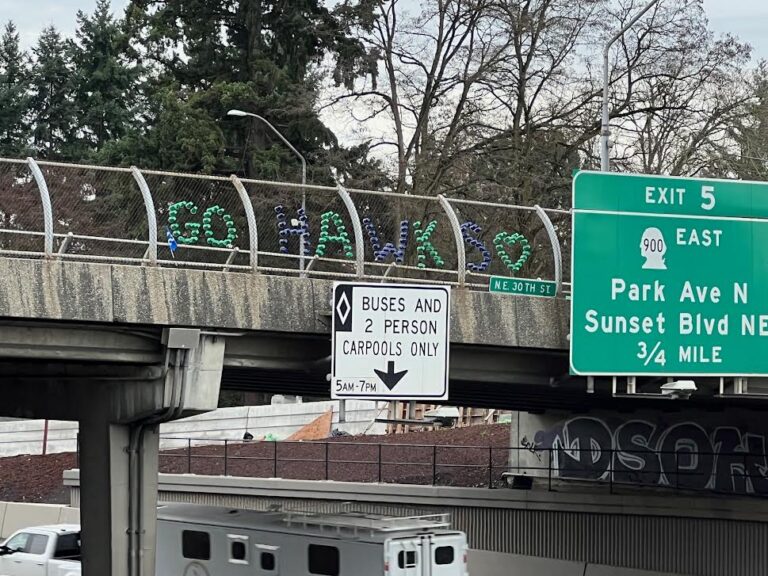 GO HAWKS
N.E. 30TH ST.
BUSES AND
2 PERSON
CARPOOLS ONLY
5AM-7PM
EXIT 5
900 EAST
Park Ave N
Sunset Blvd NE
3/4 MILE